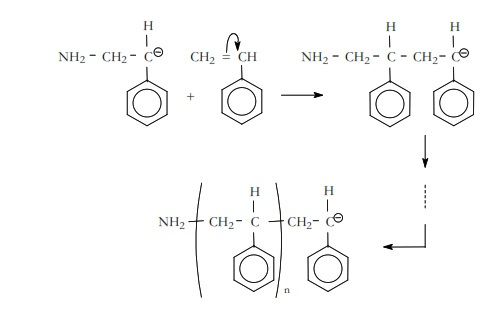 H H H
NH₂ – CH₂ – C⊖ CH₂ = CH NH₂ – CH₂ – C – CH₂– C⊖
+
H H
NH₂ CH₂– C CH₂– C⊖
n